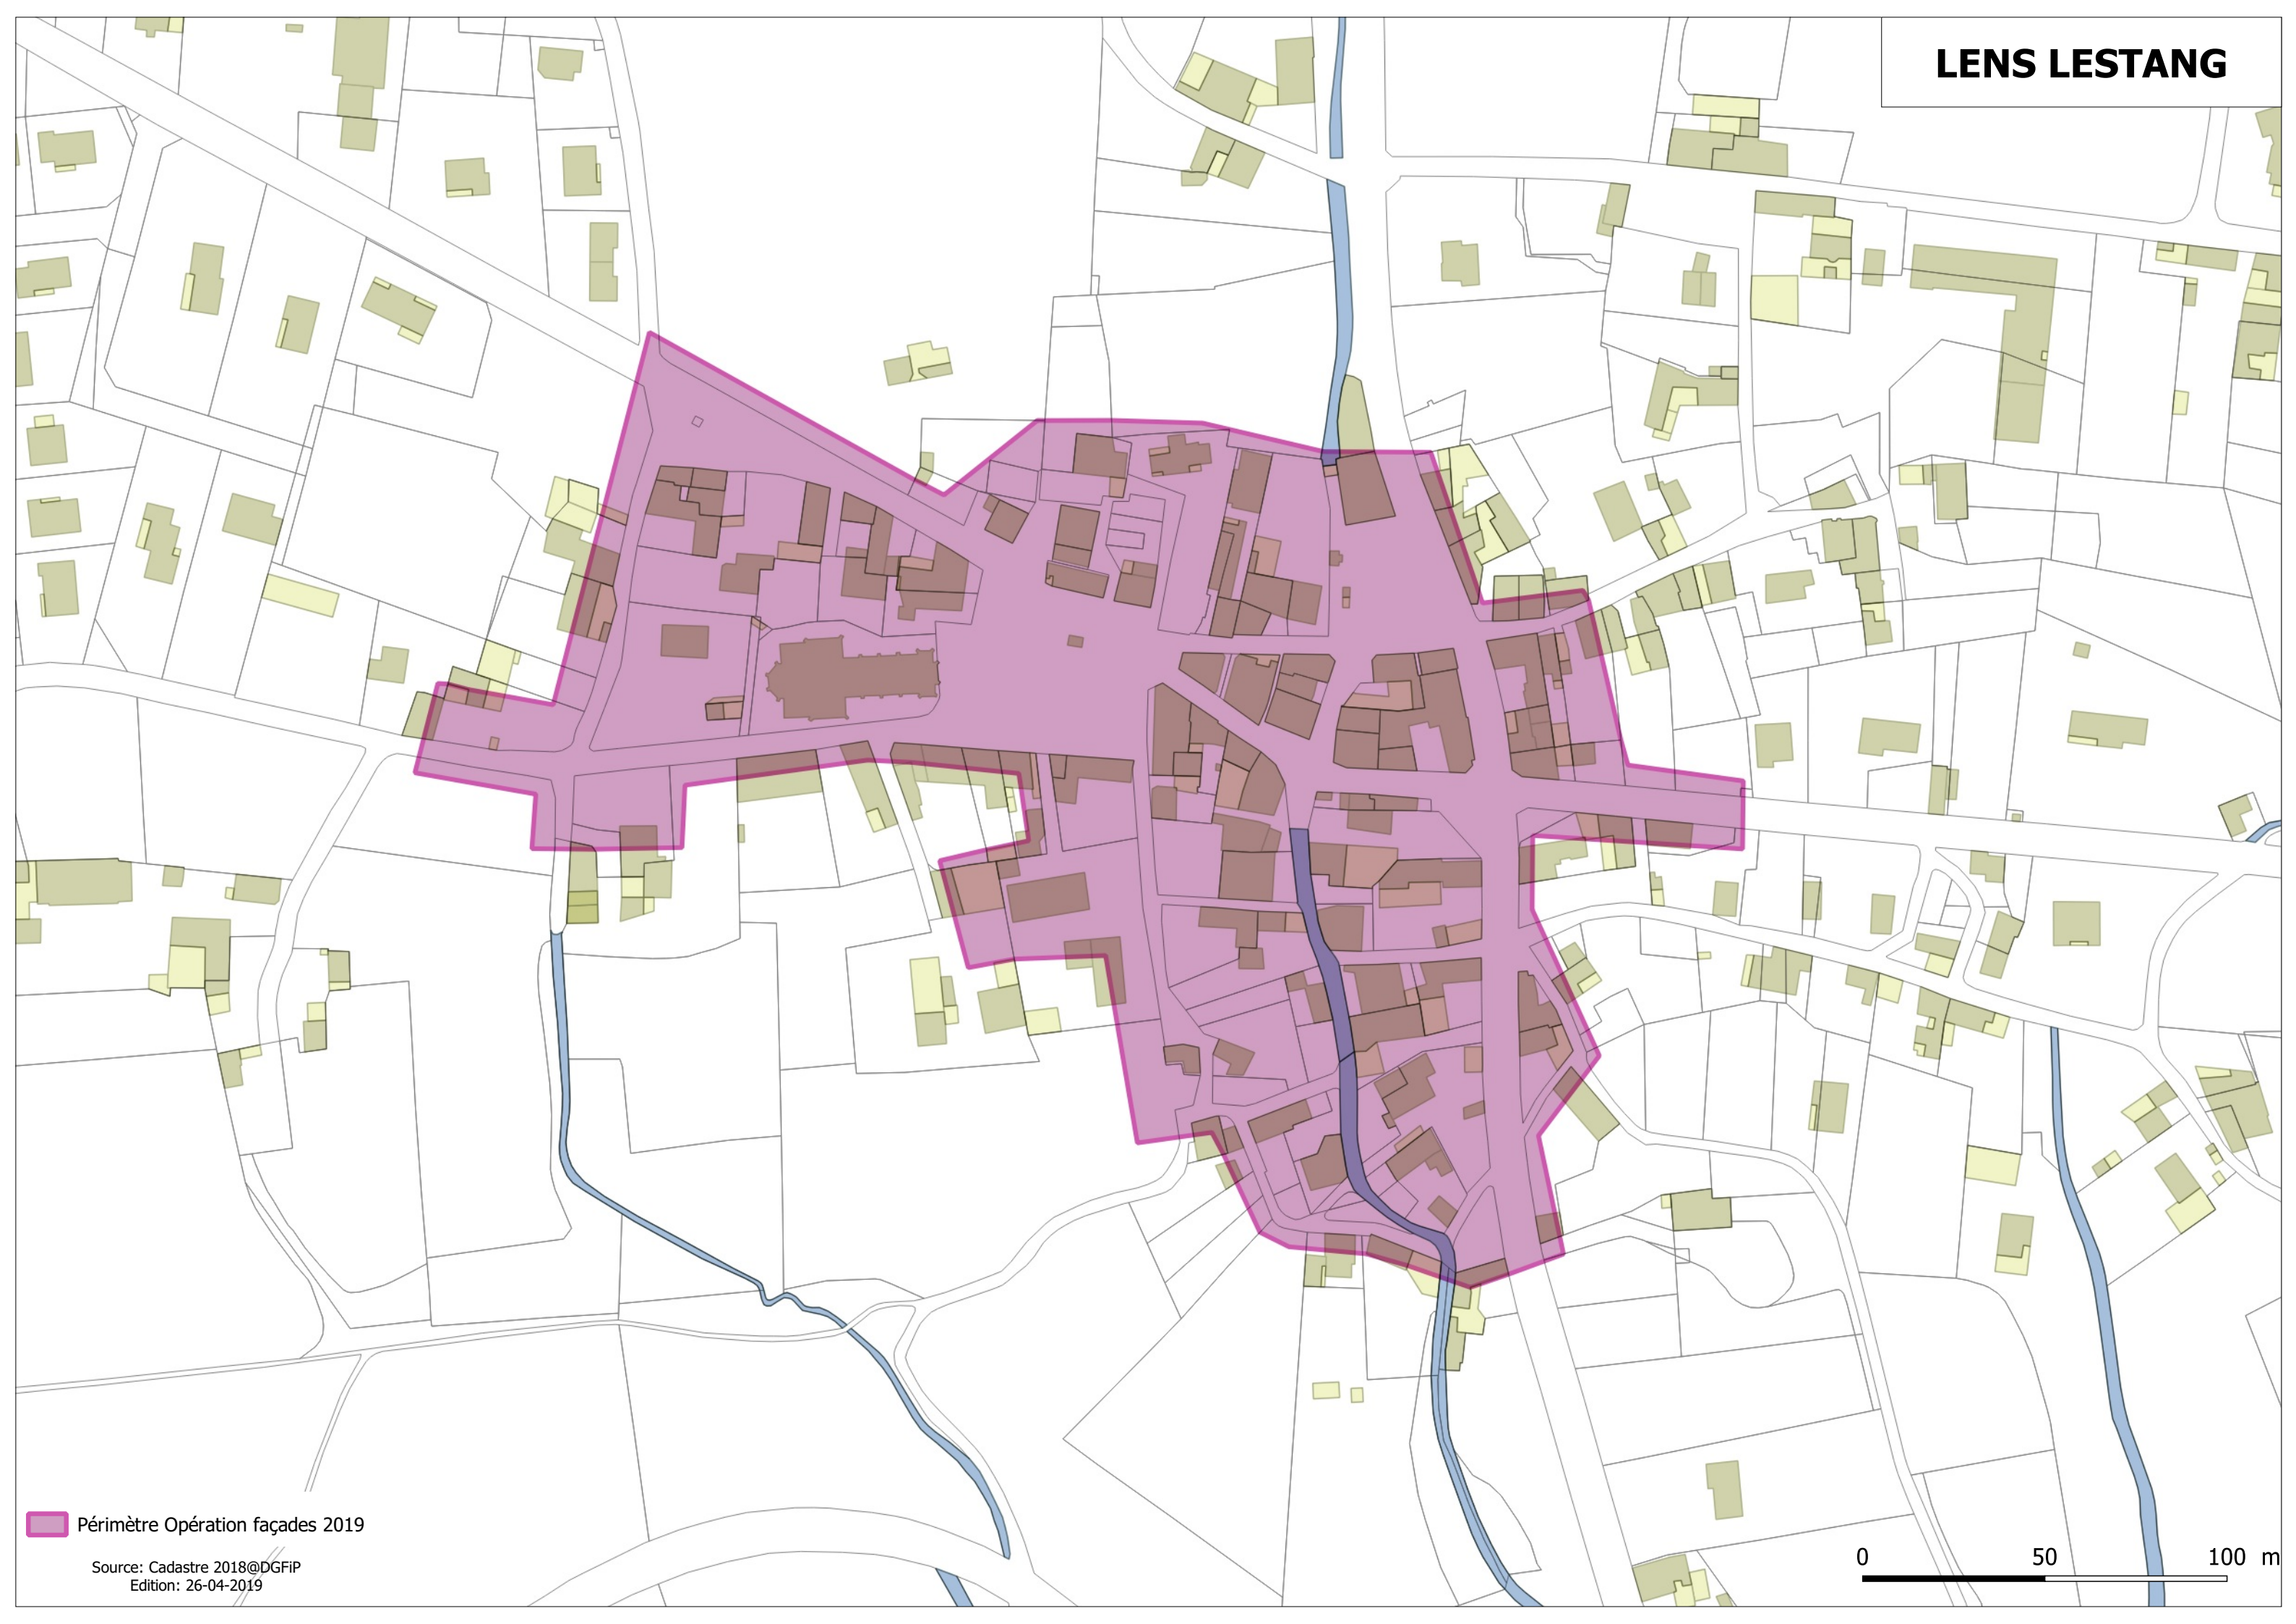 LENS LESTANG
Périmètre Opération façades 2019
Source: Cadastre 2018@DGFiP
Edition: 26-04-2019
0 50 100 m